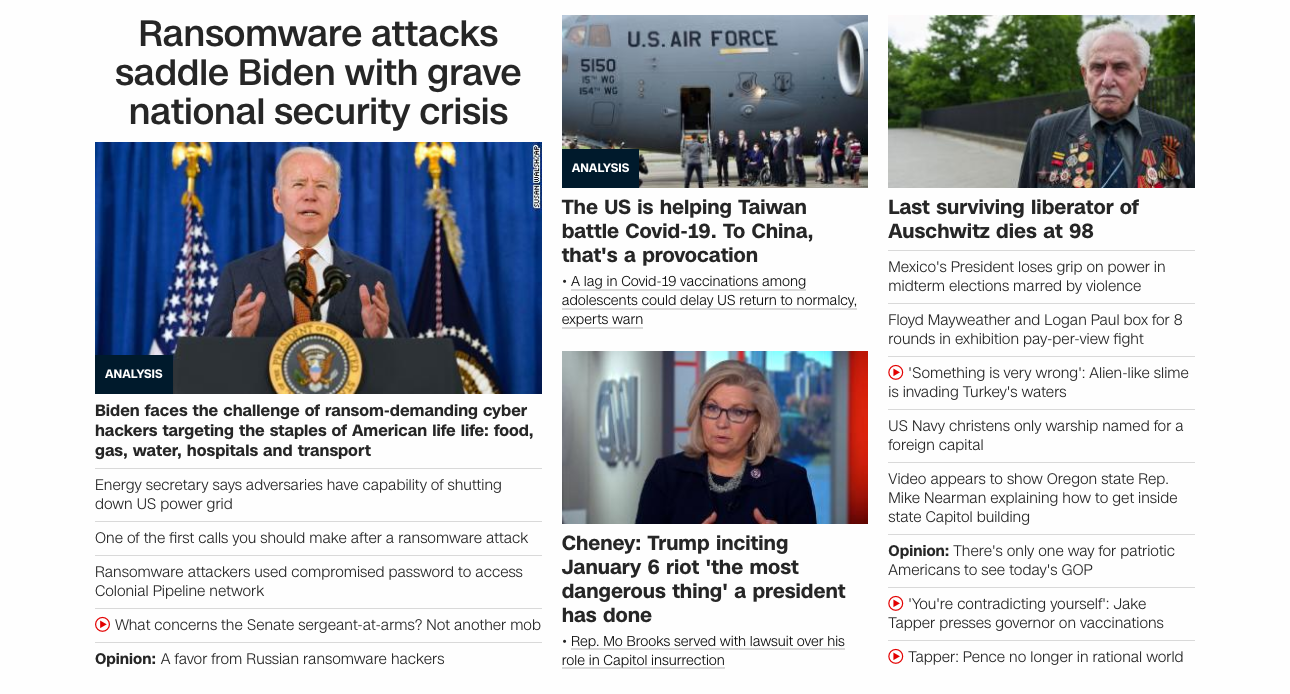 Ransomware attacks
saddle Biden with grave
national security crisis
SUSAN WALSH/AP
PRESIDENT OF THE UNITED
ANALYSIS
Biden faces the challenge of ransom-demanding cyber
hackers targeting the staples of American life life: food,
gas, water, hospitals and transport
Energy secretary says adversaries have capability of shutting
down US power grid
One of the first calls you should make after a ransomware attack
Ransomware attackers used compromised password to access
Colonial Pipeline network
What concerns the Senate sergeant-at-arms? Not another mob
Opinion: A favor from Russian ransomware hackers
U.S. AIR FORCE
5150
15TH WG
154TH WG
ANALYSIS
The US is helping Taiwan
battle Covid-19. To China,
that's a provocation
• A lag in Covid-19 vaccinations among
adolescents could delay US return to normalcy,
experts warn
CNN
Cheney: Trump inciting
January 6 riot 'the most
dangerous thing' a president
has done
• Rep. Mo Brooks served with lawsuit over his
role in Capitol insurrection
Last surviving liberator of
Auschwitz dies at 98
Mexico's President loses grip on power in
midterm elections marred by violence
Floyd Mayweather and Logan Paul box for 8
rounds in exhibition pay-per-view fight
'Something is very wrong': Alien-like slime
is invading Turkey's waters
US Navy christens only warship named for a
foreign capital
Video appears to show Oregon state Rep.
Mike Nearman explaining how to get inside
state Capitol building
Opinion: There's only one way for patriotic
Americans to see today's GOP
'You're contradicting yourself': Jake
Tapper presses governor on vaccinations
Tapper: Pence no longer in rational world